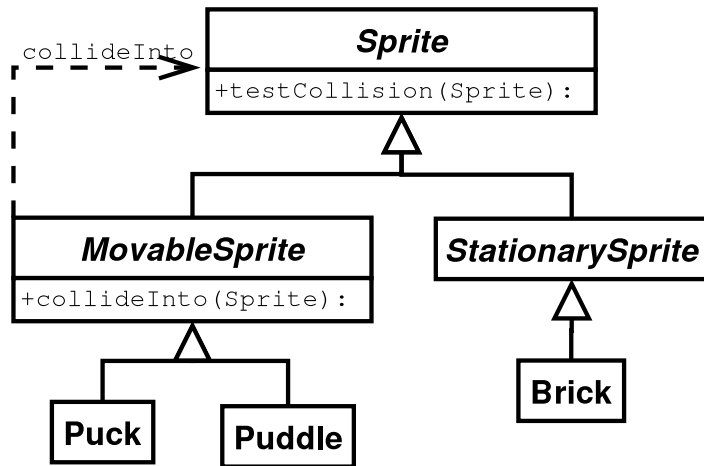 Sprite
collideInto
+testCollision(Sprite):
MovableSprite
StationarySprite
+collideInto(Sprite):
Brick
Puck
Puddle